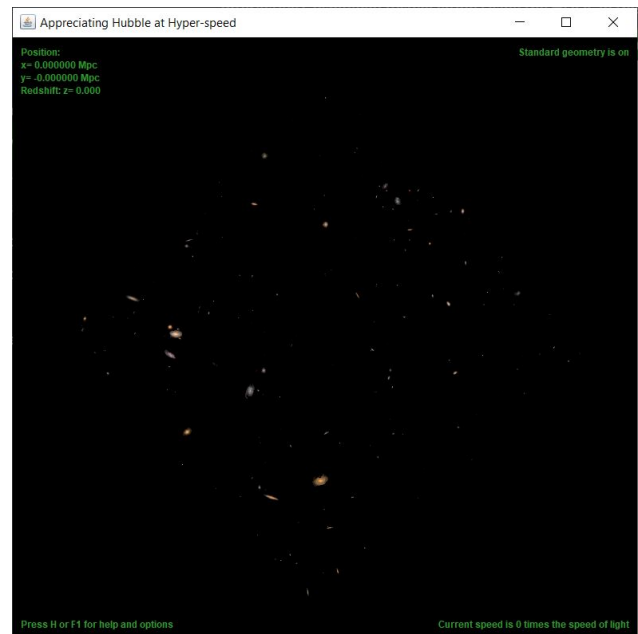 Appreciating Hubble at Hyper-speed
Position:
x= 0.000000 Mpc
y= -0.000000 Mpc
Redshift: z= 0.000
Standard geometry is on
Press H or F1 for help and options
Current speed is 0 times the speed of light